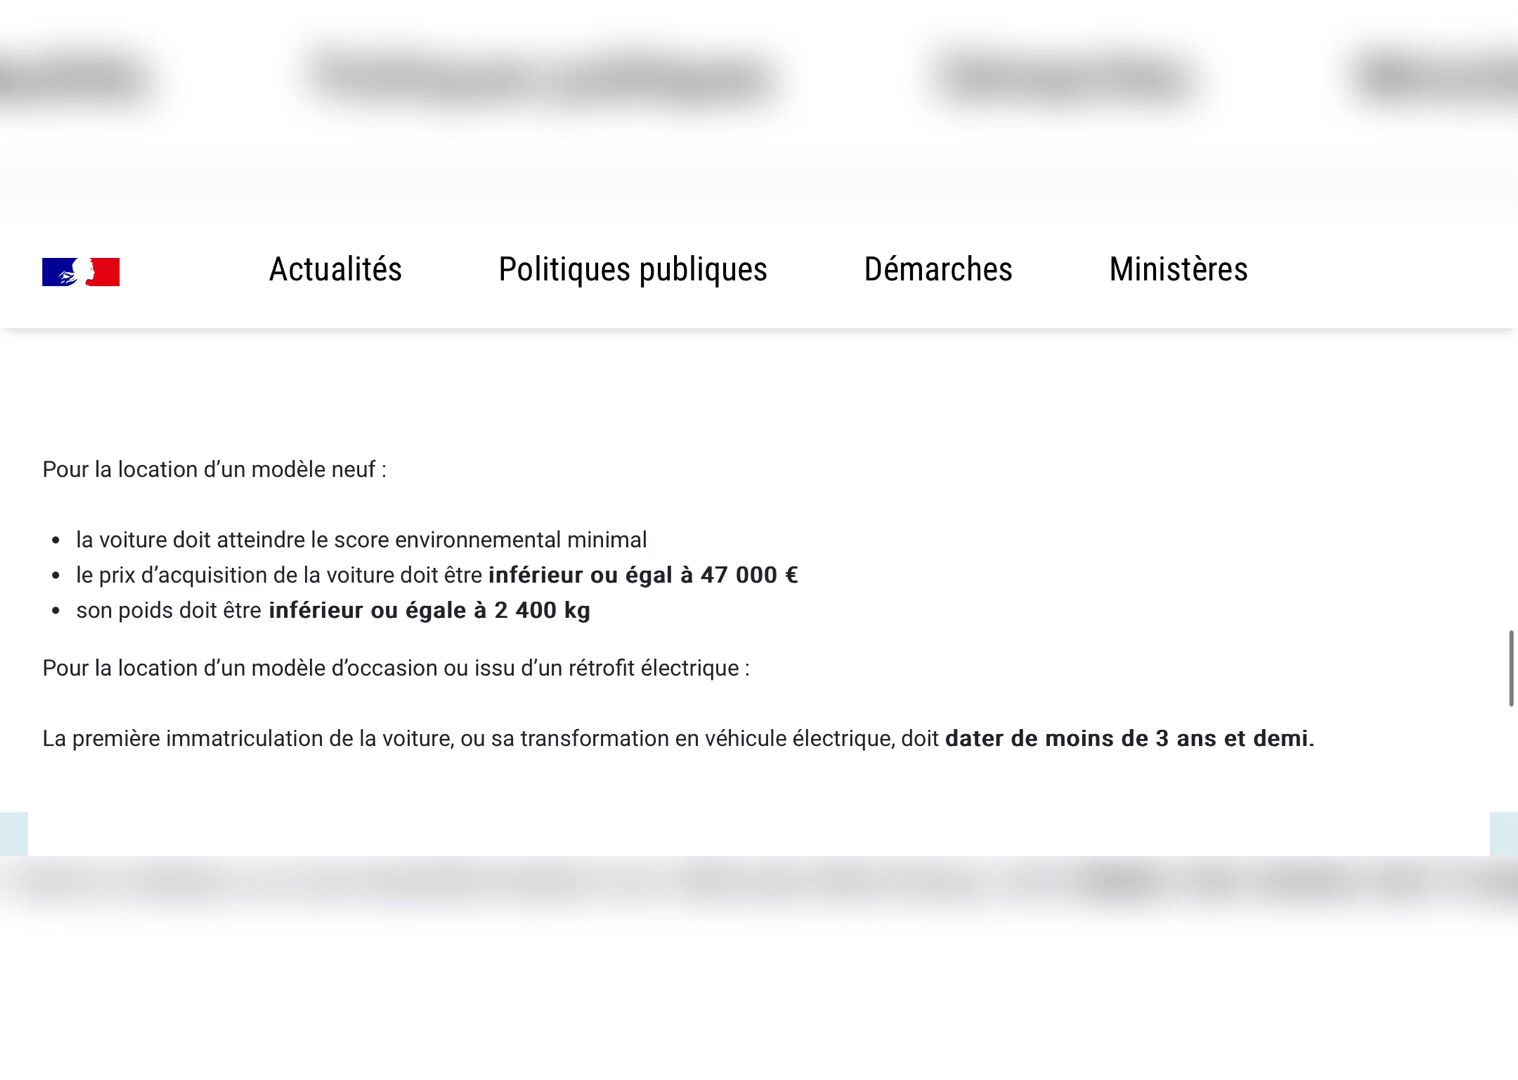 Actualités Politiques publiques Démarches Ministères
Pour la location d’un modèle neuf :
• la voiture doit atteindre le score environnemental minimal
• le prix d’acquisition de la voiture doit être inférieur ou égal à 47 000 €
• son poids doit être inférieur ou égale à 2 400 kg
Pour la location d’un modèle d’occasion ou issu d’un rétrofit électrique :
La première immatriculation de la voiture, ou sa transformation en véhicule électrique, doit dater de moins de 3 ans et demi.